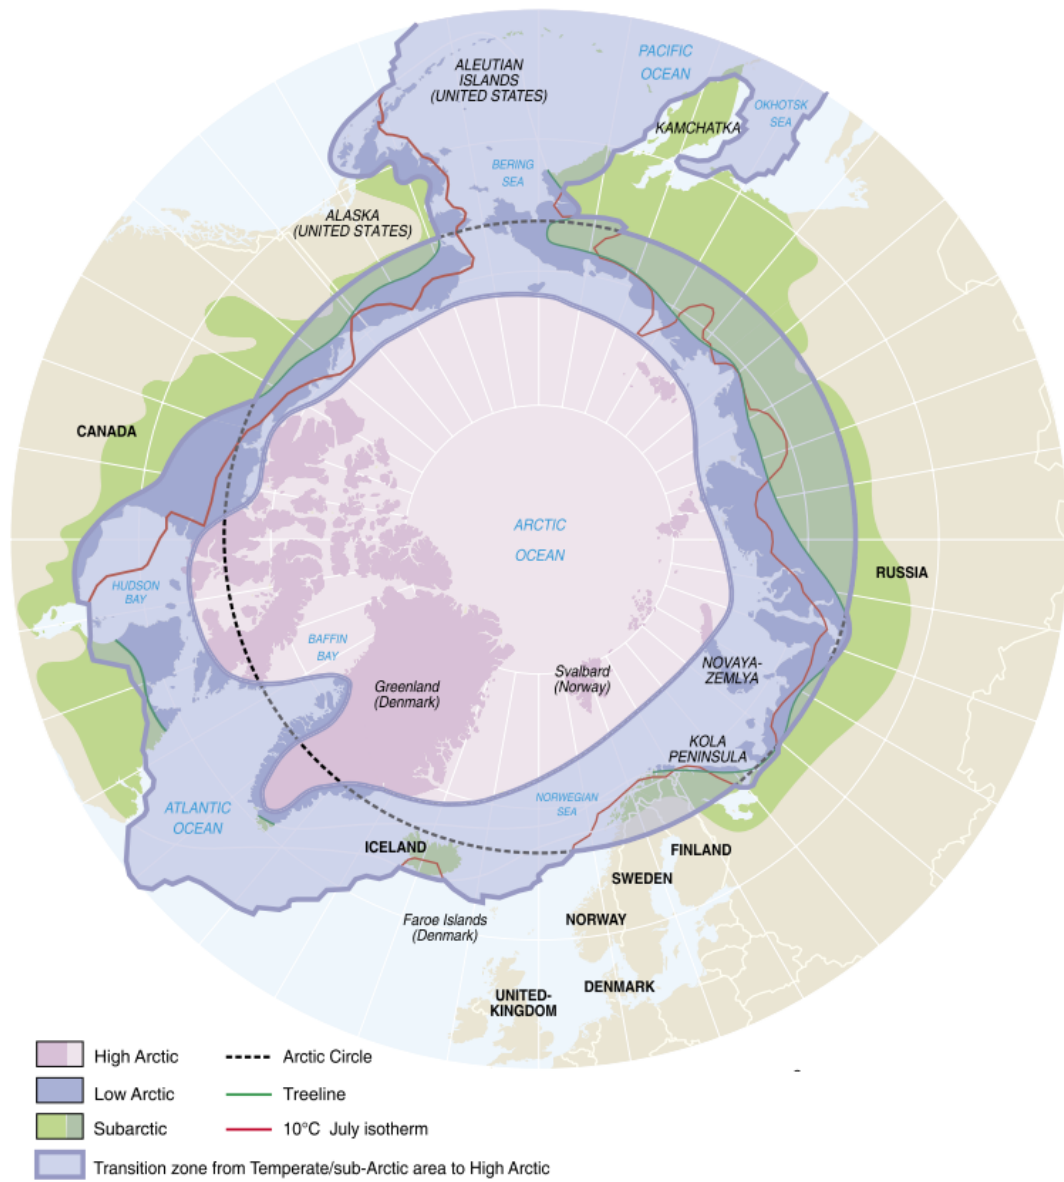 ALEUTIAN
ISLANDS
(UNITED STATES)
PACIFIC
OCEAN
OKHOTSK
SEA
KAMCHATKA
BERING
SEA
ALASKA
(UNITED STATES)
CANADA
ARCTIC
OCEAN
RUSSIA
HUDSON
BAY
BAFFIN
BAY
Greenland
(Denmark)
Svalbard
(Norway)
NOVAYA-
ZEMLYA
KOLA
PENINSULA
NORWEGIAN
SEA
ATLANTIC
OCEAN
ICELAND
FINLAND
SWEDEN
NORWAY
Faroe Islands
(Denmark)
DENMARK
UNITED-
KINGDOM
High Arctic
Arctic Circle
Low Arctic
Treeline
Subarctic
10°C July isotherm
Transition zone from Temperate/sub-Arctic area to High Arctic